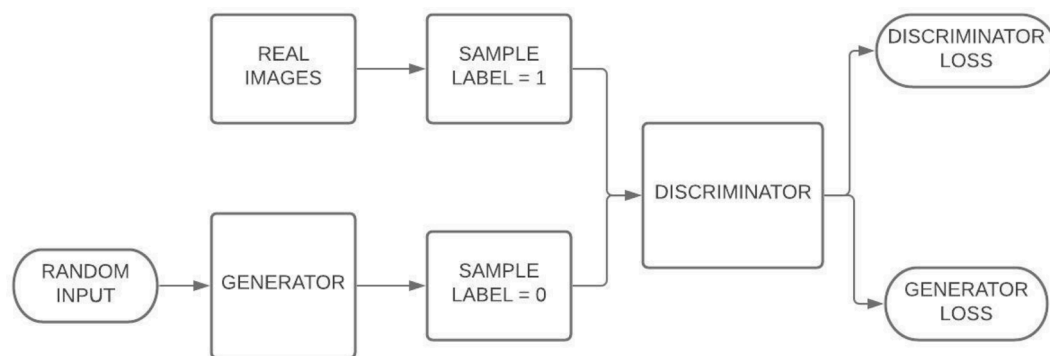 REAL
IMAGES
SAMPLE
LABEL = 1
DISCRIMINATOR
LOSS
DISCRIMINATOR
RANDOM
INPUT
GENERATOR
SAMPLE
LABEL = 0
GENERATOR
LOSS